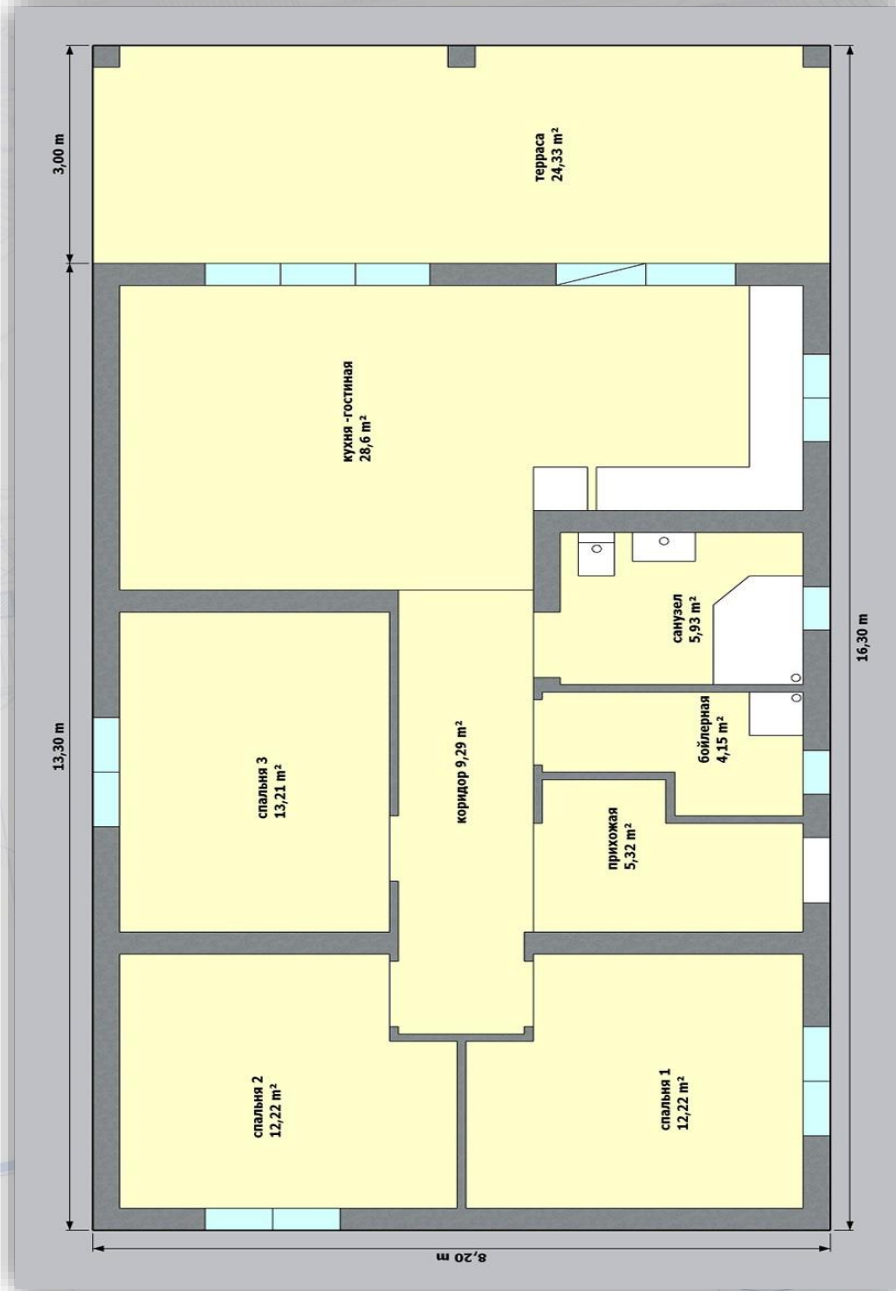 3,00 m
терраса
24,33 m²
13,30 m
кухня -гостиная
28,6 m²
санузел
5,93 m²
16,30 m
бойлерная
4,15 m²
коридор 9,29 m²
спальня 3
13,21 m²
прихожая
5,32 m²
спальня 2
12,22 m²
спальня 1
12,22 m²
8,20 m